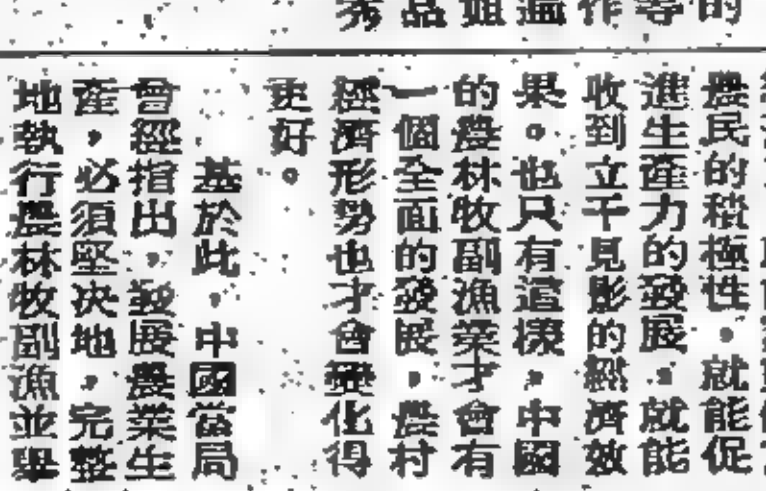 農民的積極性，就能促
進生產力的發展，就能
收到立干見影的經濟效
果。也只有這樣，中國
的農林牧副漁業才會有
一個全面的發展，農村
經濟形勢也才會變化得
更好。
基於此，中國當局
會經指出，發展農業生
產，必須堅决地，完整
地執行農林牧副漁並舉